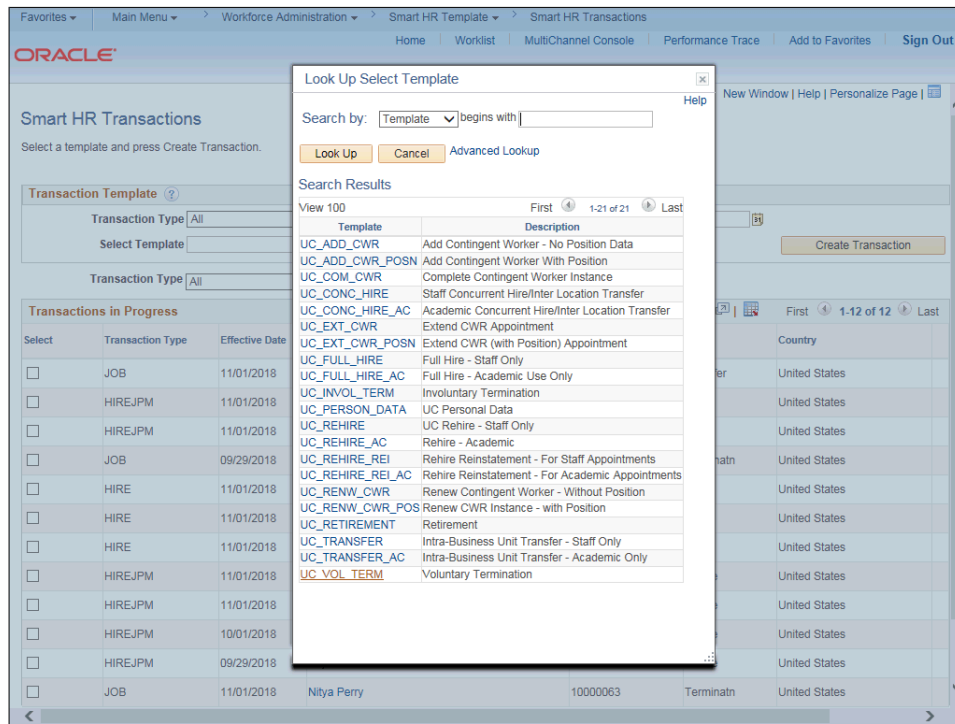 Favorites Main Menu > Workforce Administration > Smart HR Template > Smart HR Transactions
Home Worklist MultiChannel Console Performance Trace Add to Favorites Sign Out
ORACLE
Look Up Select Template
Help
New Window | Help | Personalize Page |
Smart HR Transactions
Search by: Template begins with
Select a template and press Create Transaction.
Look Up Cancel Advanced Lookup
Search Results
Transaction Template
View 100 First 1-21 of 21 Last
Transaction Type All
Select Template
Create Transaction
Transaction Type All
Template Description
UC_ADD_CWR Add Contingent Worker - No Position Data
UC_ADD_CWR_POSN Add Contingent Worker With Position
UC_COM_CWR Complete Contingent Worker Instance
UC_CONC_HIRE Staff Concurrent Hire/Inter Location Transfer
UC_CONC_HIRE_AC Academic Concurrent Hire/Inter Location Transfer
UC_EXT_CWR Extend CWR Appointment
UC_EXT_CWR_POSN Extend CWR (with Position) Appointment
UC_FULL_HIRE Full Hire - Staff Only
UC_FULL_HIRE_AC Full Hire - Academic Use Only
UC_INVOL_TERM Involuntary Termination
UC_PERSON_DATA UC Personal Data
UC_REHIRE UC Rehire - Staff Only
UC_REHIRE_AC Rehire - Academic
UC_REHIRE_REI Rehire Reinstatement - For Staff Appointments
UC_REHIRE_REI_AC Rehire Reinstatement - For Academic Appointments
UC_RENW_CWR Renew Contingent Worker - Without Position
UC_RENW_CWR_POS Renew CWR Instance - with Position
UC_RETIREMENT Retirement
UC_TRANSFER Intra-Business Unit Transfer - Staff Only
UC_TRANSFER_AC Intra-Business Unit Transfer - Academic Only
UC_VOL_TERM Voluntary Termination
Transactions in Progress First 1-12 of 12 Last
Select Transaction Type Effective Date Country
JOB 11/01/2018 United States
HIREJPM 11/01/2018 United States
HIREJPM 11/01/2018 United States
JOB 09/29/2018 United States
HIRE 11/01/2018 United States
HIRE 11/01/2018 United States
HIRE 11/01/2018 United States
HIREJPM 11/01/2018 United States
HIREJPM 11/01/2018 United States
HIREJPM 10/01/2018 United States
HIREJPM 09/29/2018 United States
JOB 11/01/2018 Nitya Perry 10000063 Terminatn United States